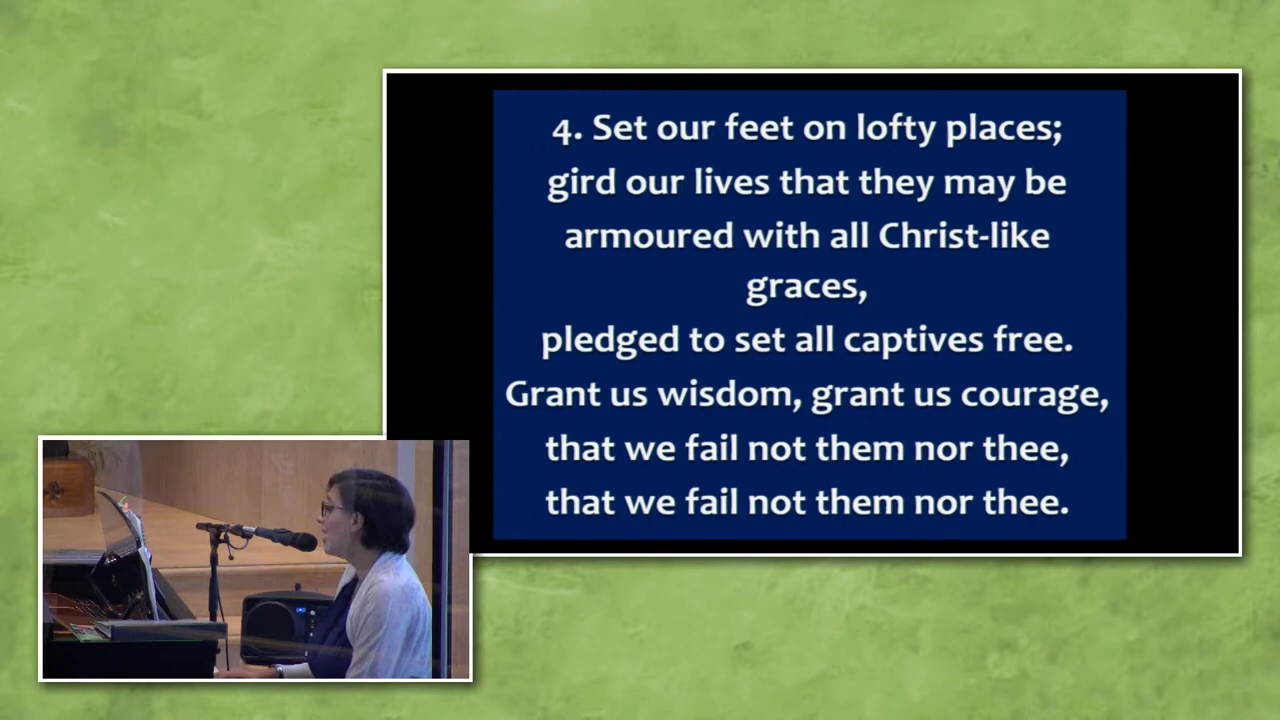 4. Set our feet on lofty places;
gird our lives that they may be
armoured with all Christ-like
graces,
pledged to set all captives free.
Grant us wisdom, grant us courage,
that we fail not them nor thee,
that we fail not them nor thee.